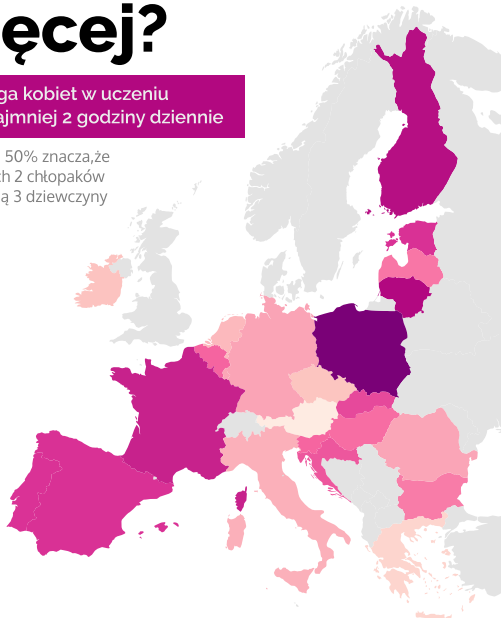 ęcej?
ga kobiet w uczeniu
ajmniej 2 godziny dziennie
50% znacza,że
ch 2 chłopaków
ą 3 dziewczyny